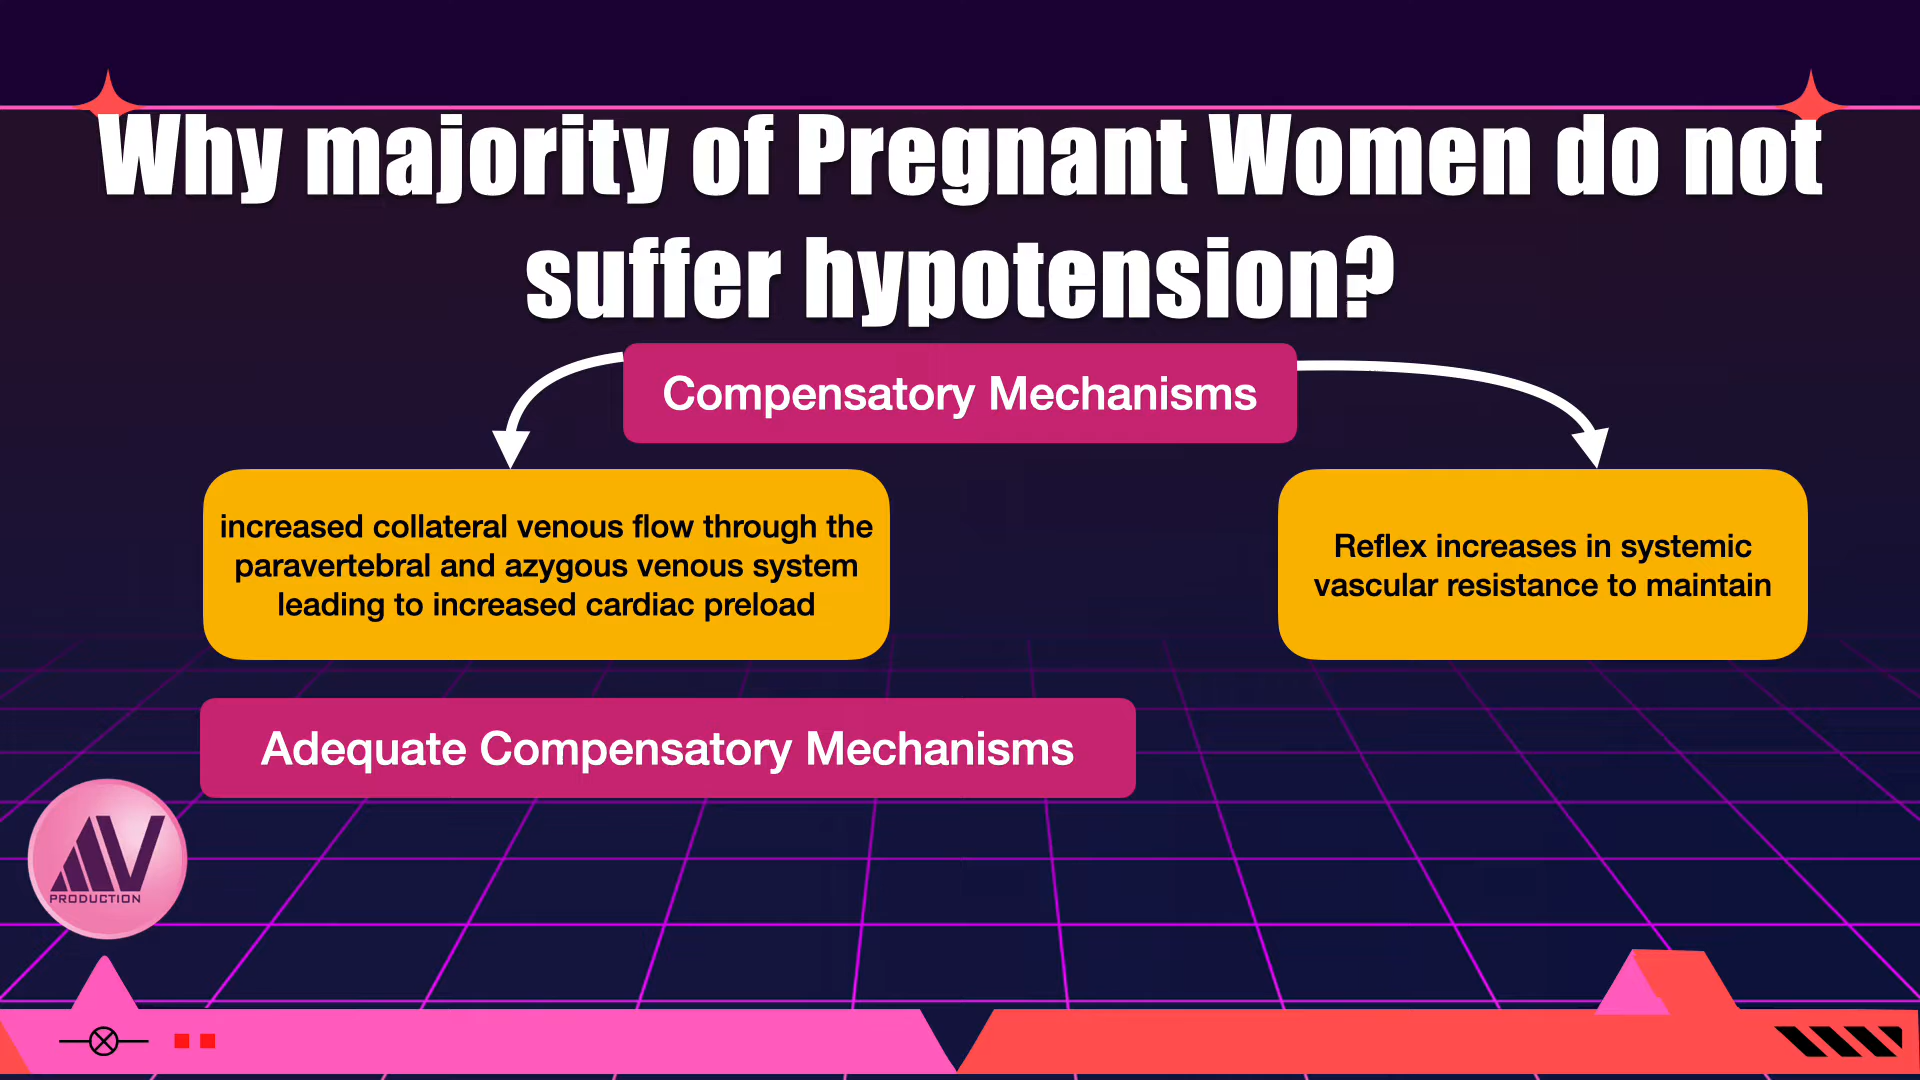 Why majority of Pregnant Women do not
suffer hypotension?
Compensatory Mechanisms
increased collateral venous flow through the
paravertebral and azygous venous system
leading to increased cardiac preload
Reflex increases in systemic
vascular resistance to maintain
Adequate Compensatory Mechanisms
AV
PRODUCTION